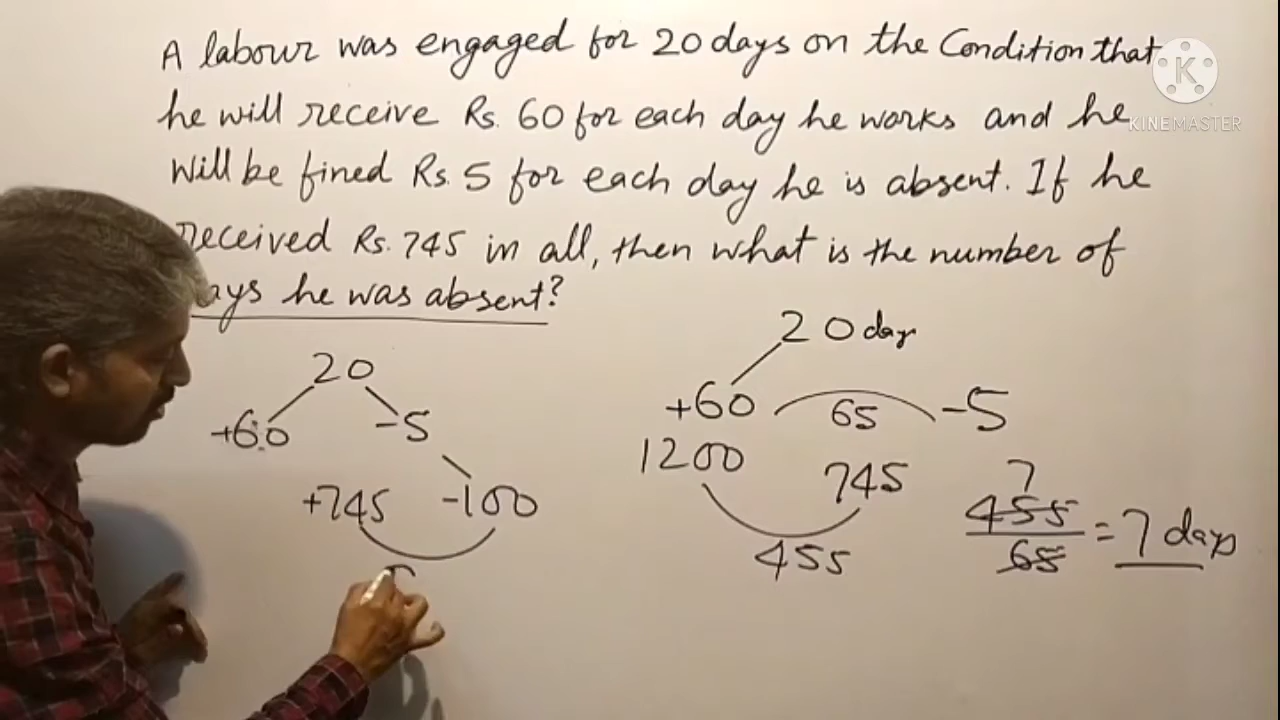 A labour was engaged for 20 days on the Condition that
he will receive Rs. 60 for each day he works and he
Will be fined Rs. 5 for each day he is absent. If he
received Rs. 745 in all, then what is the number of
days he was absent?
K
KINEMASTER
20
+60 -5
+745 -100
20 day
+60 65 -5
1200 745
455
7
455
65
= 7 days